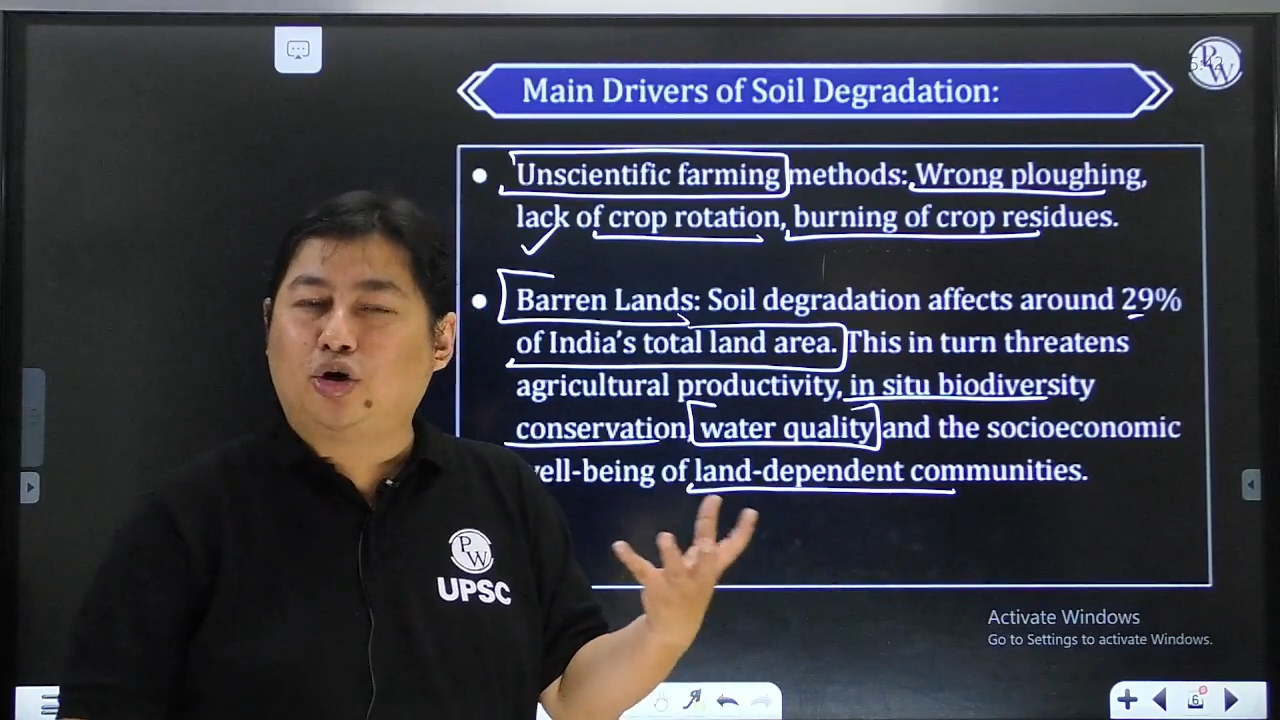 Main Drivers of Soil Degradation:
PW
Unscientific farming methods: Wrong ploughing,
lack of crop rotation, burning of crop residues.
Barren Lands: Soil degradation affects around 29%
of India's total land area. This in turn threatens
agricultural productivity, in situ biodiversity
conservation, water quality and the socioeconomic
well-being of land-dependent communities.
PW
UPSC
Activate Windows
Go to Settings to activate Windows.
6